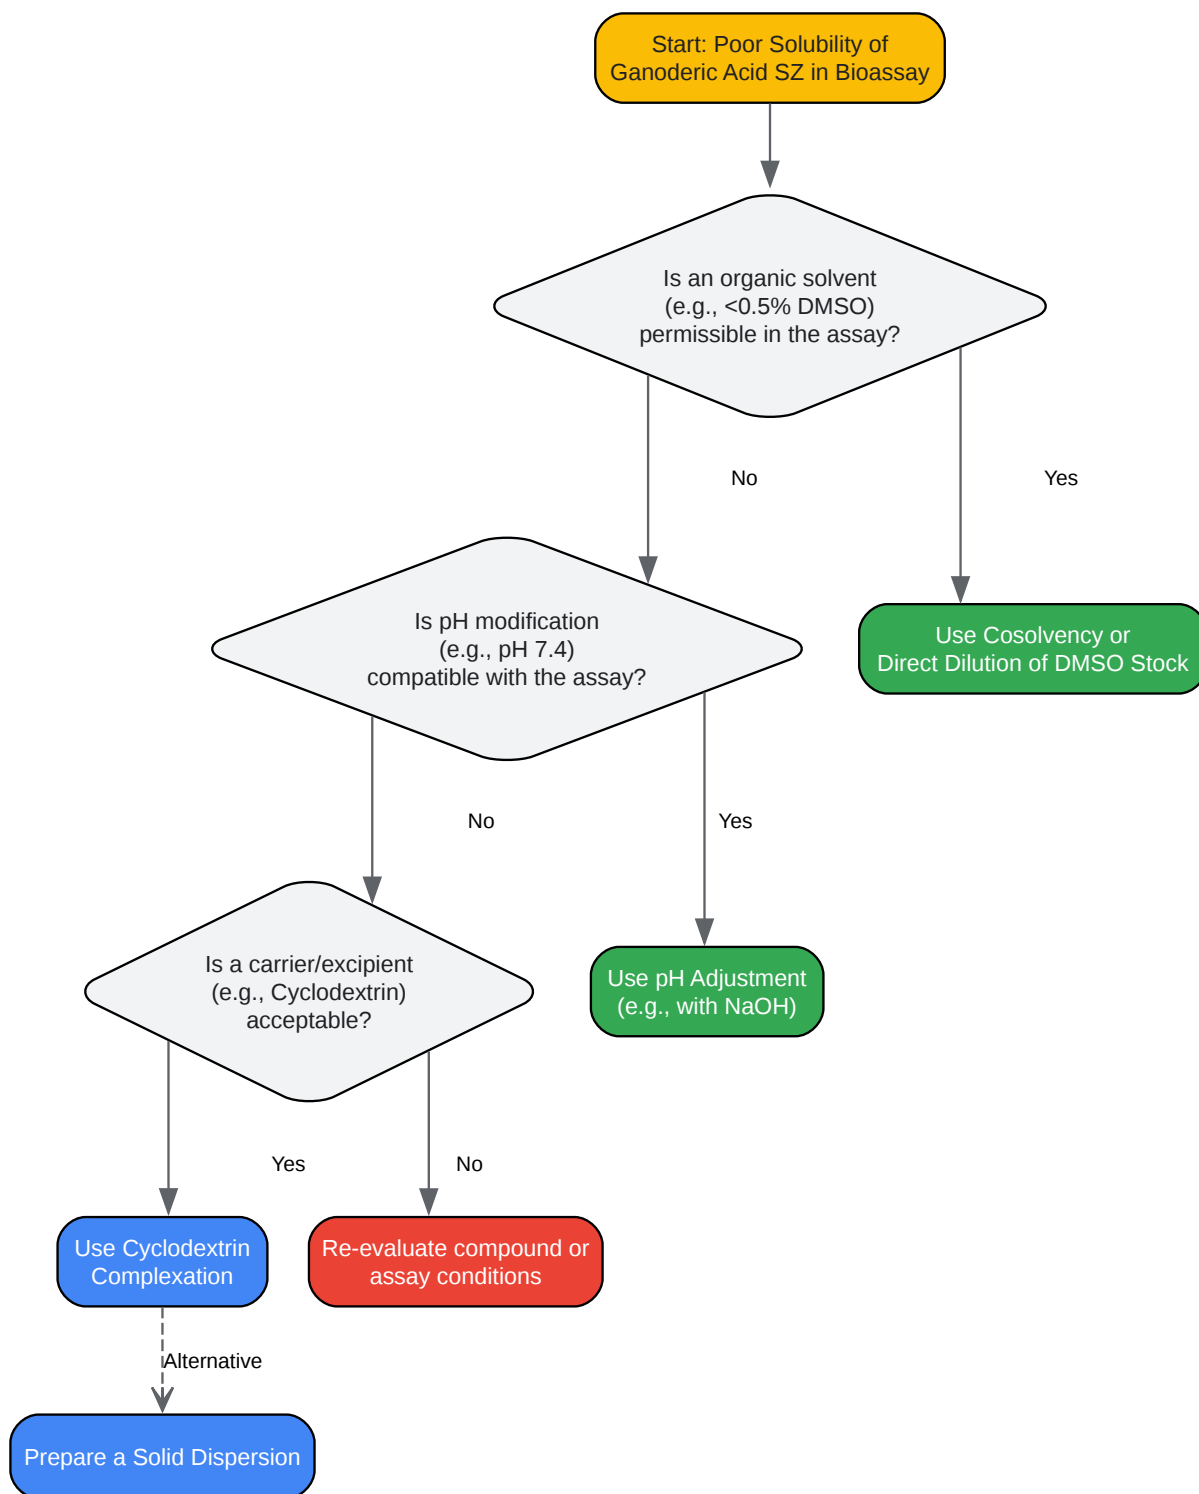 Start: Poor Solubility of
Ganoderic Acid SZ in Bioassay
Is an organic solvent
(e.g., <0.5% DMSO)
permissible in the assay?
No
Yes
Is pH modification
(e.g., pH 7.4)
compatible with the assay?
Use Cosolvency or
Direct Dilution of DMSO Stock
No
Yes
Is a carrier/excipient
(e.g., Cyclodextrin)
acceptable?
Use pH Adjustment
(e.g., with NaOH)
Yes
No
Use Cyclodextrin
Complexation
Re-evaluate compound or
assay conditions
Alternative
Prepare a Solid Dispersion